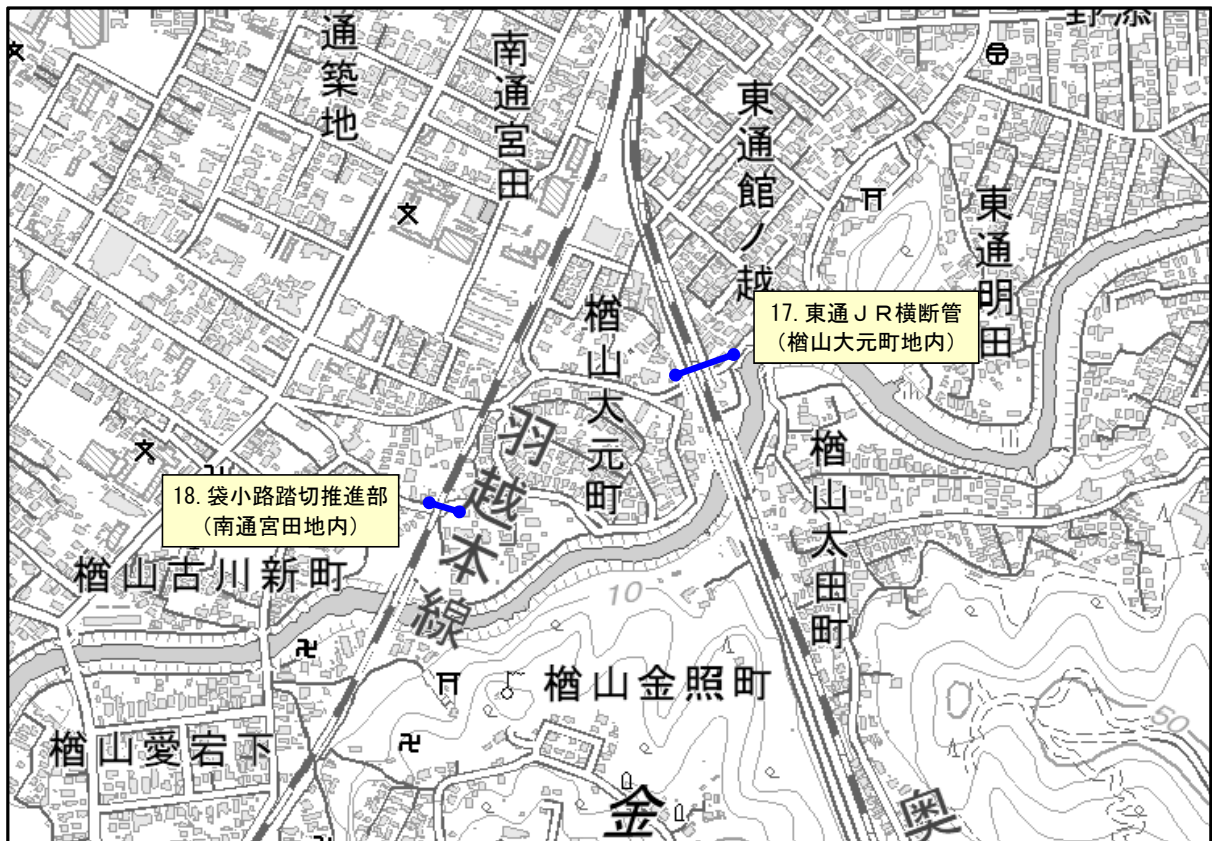 通築地
南通宮田
東通館ノ越
東通明田
楢山大元町
17. 東通ＪＲ横断管
（楢山大元町地内）
羽越本線
楢山太田町
18. 袋小路踏切推進部
（南通宮田地内）
楢山古川新町
10
楢山金照町
50
楢山愛宕下
金
奥